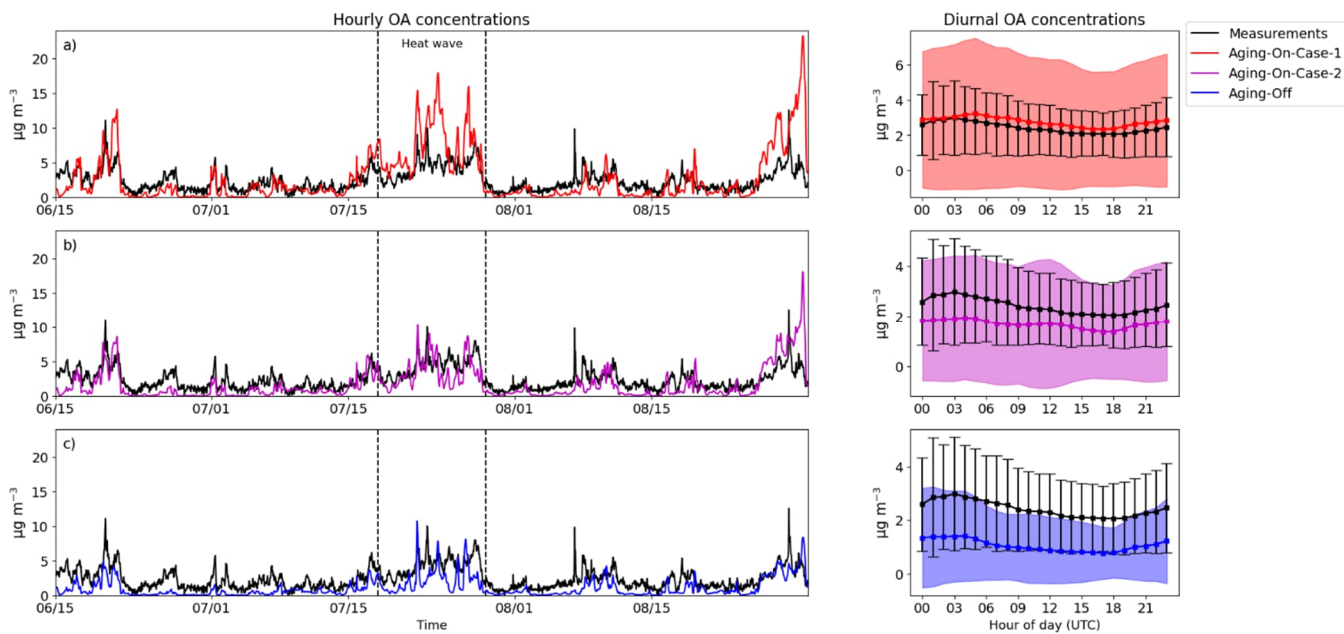 Hourly OA concentrations
Diurnal OA concentrations
a)
Heat wave
Measurements
Aging-On-Case-1
Aging-On-Case-2
Aging-Off
µg m⁻³
20
15
10
5
0
06/15 07/01 07/15 08/01 08/15
µg m⁻³
6
4
2
0
00 03 06 09 12 15 18 21
b)
µg m⁻³
20
15
10
5
0
06/15 07/01 07/15 08/01 08/15
µg m⁻³
4
2
0
00 03 06 09 12 15 18 21
c)
µg m⁻³
20
15
10
5
0
06/15 07/01 07/15 08/01 08/15
Time
µg m⁻³
4
2
0
00 03 06 09 12 15 18 21
Hour of day (UTC)